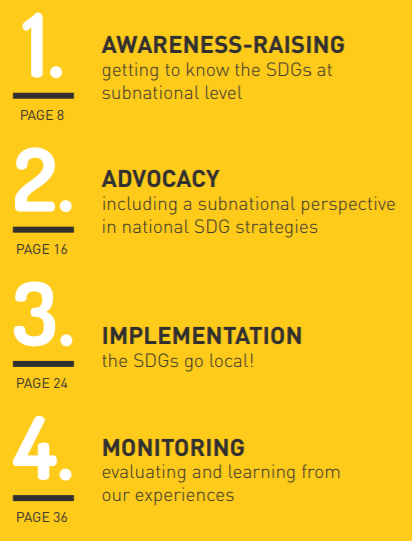 1.
AWARENESS-RAISING
getting to know the SDGs at
subnational level
PAGE 8
2.
ADVOCACY
including a subnational perspective
in national SDG strategies
PAGE 16
3.
IMPLEMENTATION
the SDGs go local!
PAGE 24
4.
MONITORING
evaluating and learning from
our experiences
PAGE 36